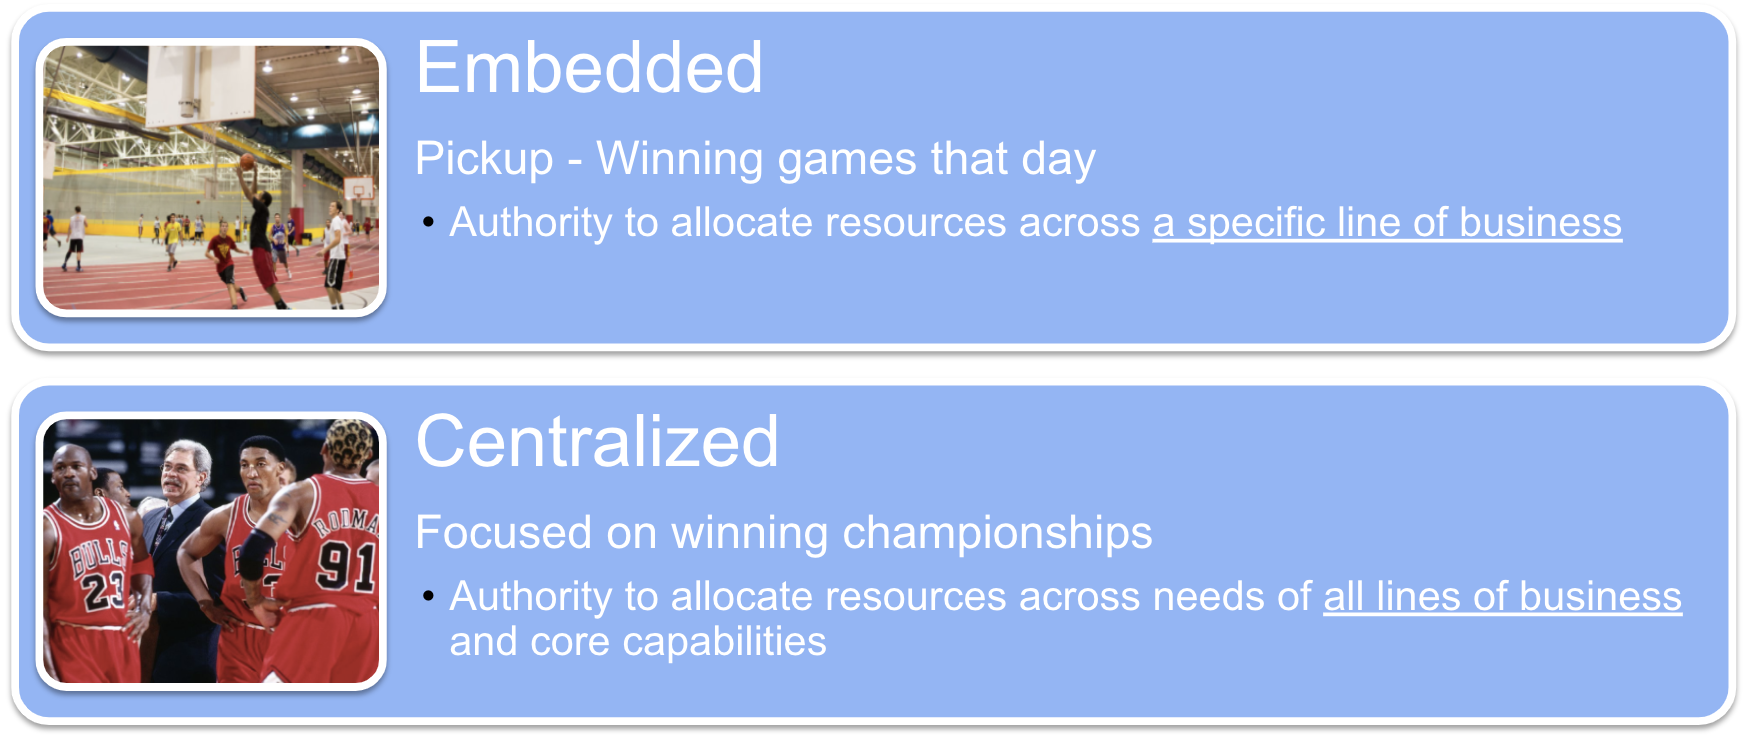 Embedded
Pickup - Winning games that day
• Authority to allocate resources across a specific line of business
Centralized
Focused on winning championships
• Authority to allocate resources across needs of all lines of business
and core capabilities
BULLS
23
RODMA
91